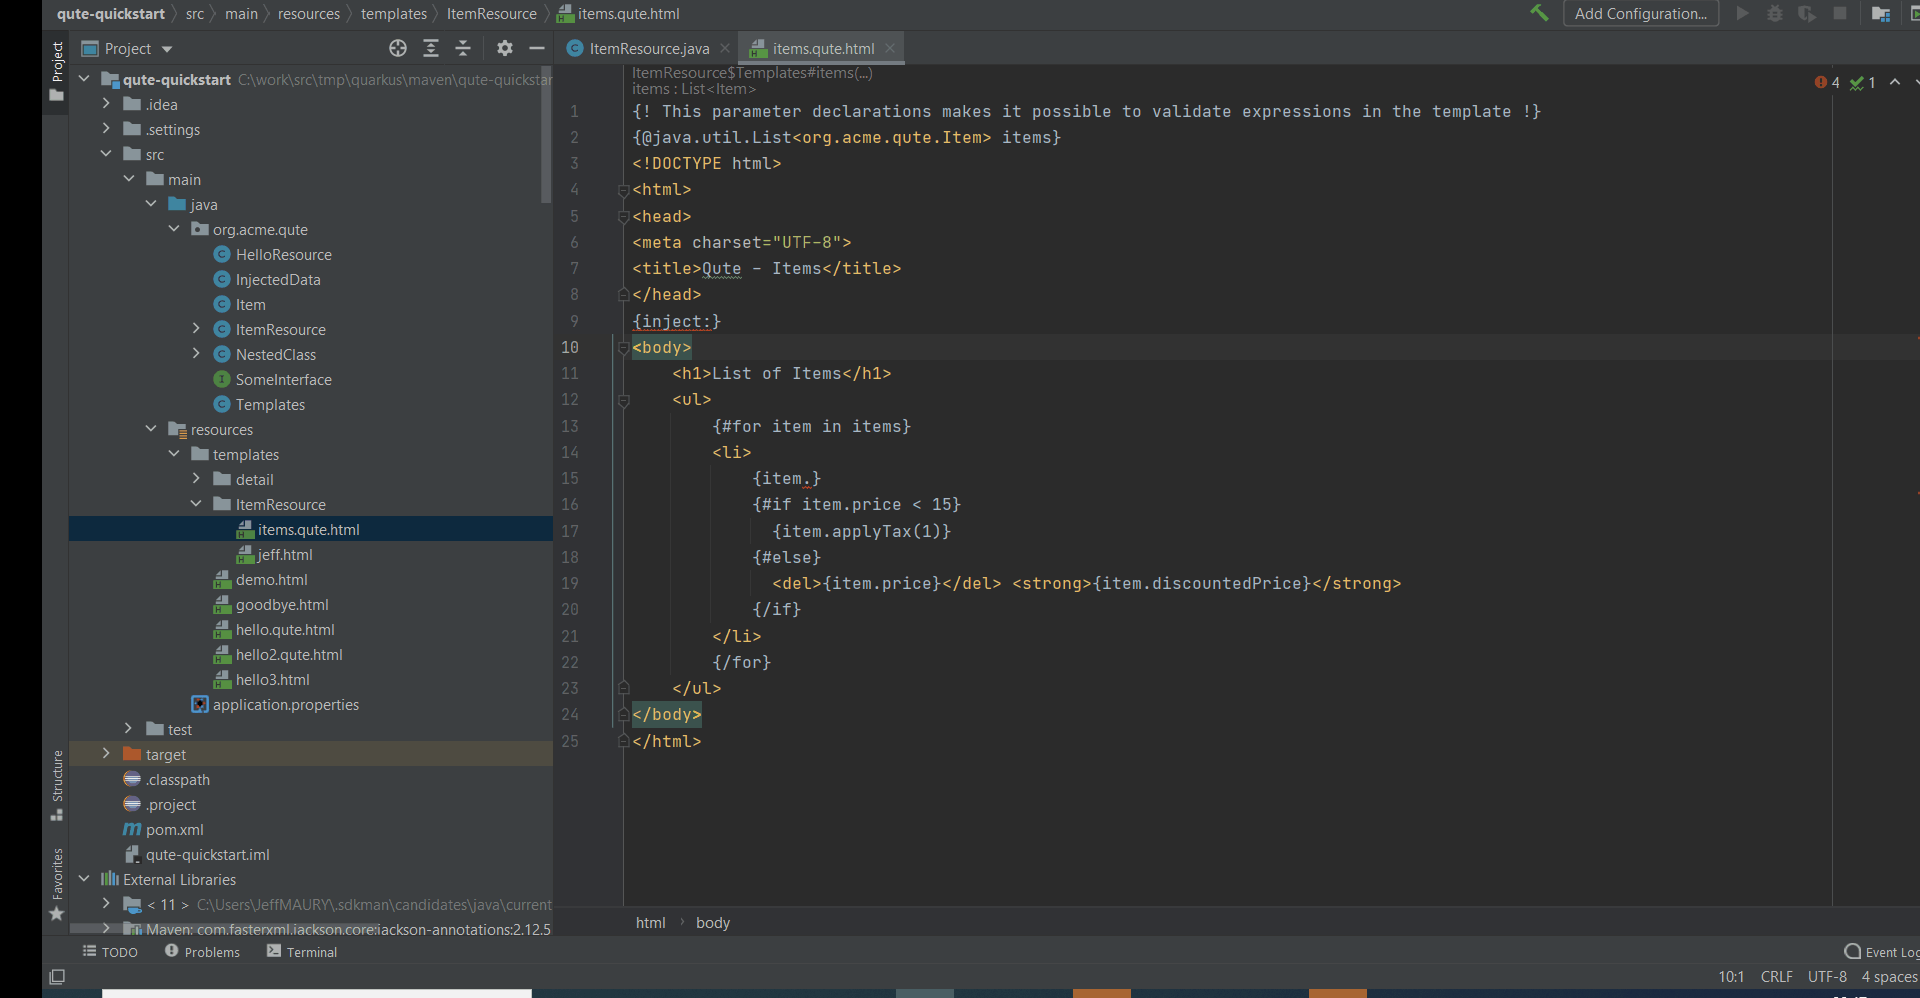 qute-quickstart src main resources templates ItemResource items.qute.html Add Configuration...
Project
Project
ItemResource.java
items.qute.html
qute-quickstart C:\work\src\tmp\quarkus\maven\qute-quickstar
.idea
.settings
src
main
java
org.acme.qute
HelloResource
InjectedData
Item
ItemResource
NestedClass
SomeInterface
Templates
resources
templates
detail
ItemResource
items.qute.html
jeff.html
demo.html
goodbye.html
hello.qute.html
hello2.qute.html
hello3.html
application.properties
test
target
.classpath
.project
pom.xml
qute-quickstart.iml
External Libraries
< 11 > C:\Users\JeffMAURY\.sdkman\candidates\java\current
Maven: com.fasterxml.jackson.core:jackson-annotations:2.12.5
Structure
Favorites
ItemResource$Templates#items(...)
items : List<Item>
4 1
1 {! This parameter declarations makes it possible to validate expressions in the template !}
2 {@java.util.List<org.acme.qute.Item> items}
3 <!DOCTYPE html>
4 <html>
5 <head>
6 <meta charset="UTF-8">
7 <title>Qute - Items</title>
8 </head>
9 {inject:}
10 <body>
11 <h1>List of Items</h1>
12 <ul>
13 {#for item in items}
14 <li>
15 {item.}
16 {#if item.price < 15}
17 {item.applyTax(1)}
18 {#else}
19 <del>{item.price}</del> <strong>{item.discountedPrice}</strong>
20 {/if}
21 </li>
22 {/for}
23 </ul>
24 </body>
25 </html>
html body
TODO Problems Terminal Event Log
10:1 CRLF UTF-8 4 spaces